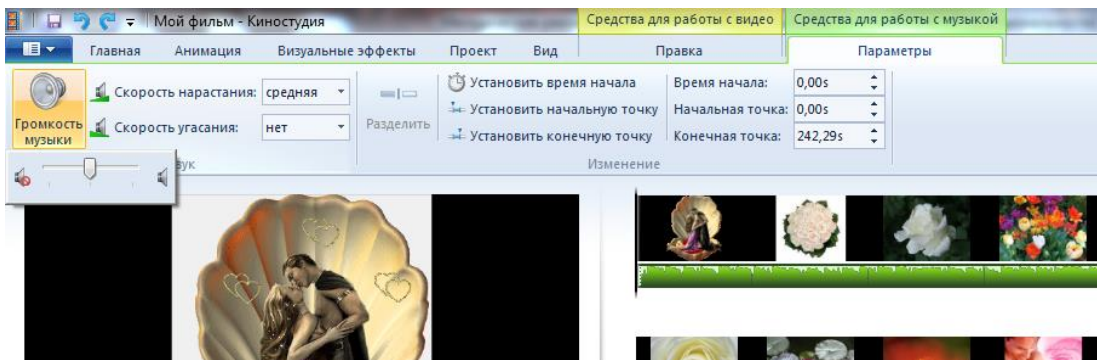 Мой фильм - Киностудия
Средства для работы с видео
Средства для работы с музыкой
Главная Анимация Визуальные эффекты Проект Вид Правка Параметры
Громкость музыки
Скорость нарастания: средняя
Скорость угасания: нет
Разделить
Установить время начала
Установить начальную точку
Установить конечную точку
Время начала: 0,00s
Начальная точка: 0,00s
Конечная точка: 242,29s
Изменение